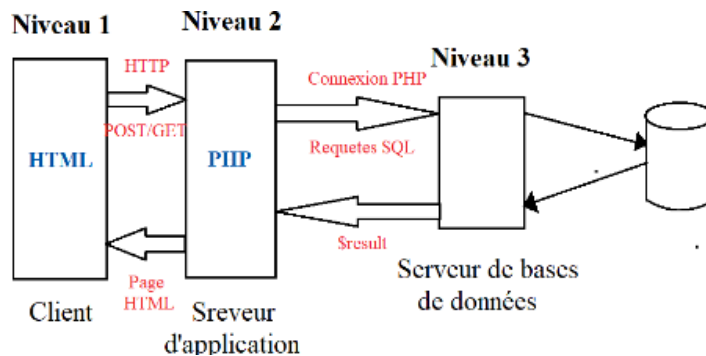 Niveau 1
Niveau 2
Niveau 3
HTTP
POST/GET
HTML
PHP
Connexion PHP
Requetes SQL
$result
Page
HTML
Client
Sreveur
d'application
Serveur de bases
de données